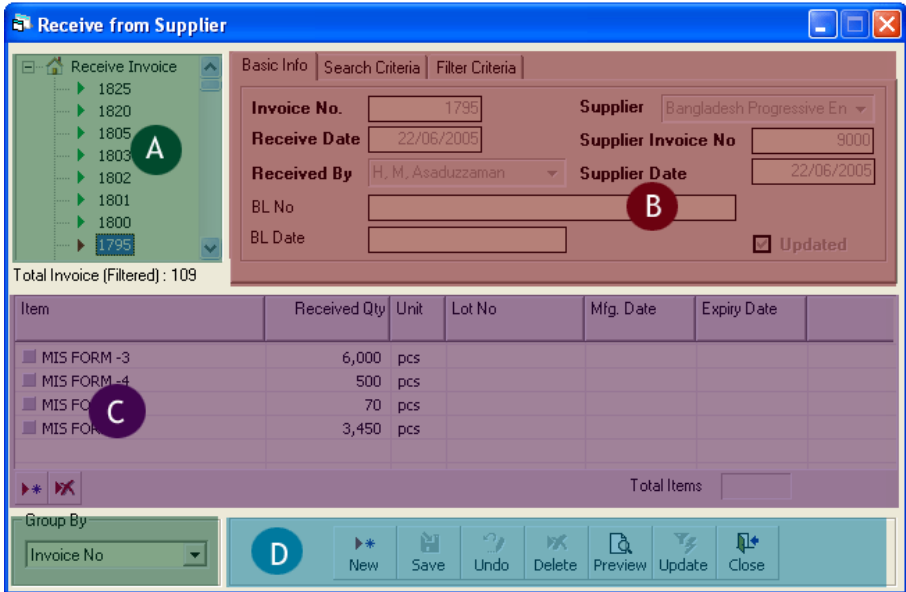 Receive from Supplier
Receive Invoice
1825
1820
1805
1803
1802
1801
1800
1795
A
Total Invoice (Filtered) : 109
Basic Info Search Criteria Filter Criteria
Invoice No. 1795 Supplier Bangladesh Progressive En
Receive Date 22/06/2005 Supplier Invoice No 9000
Received By H, M, Asaduzzaman Supplier Date 22/06/2005
BL No B
BL Date Updated
Item Received Qty Unit Lot No Mfg. Date Expiry Date
MIS FORM -3 6,000 pcs
MIS FORM -4 500 pcs
MIS FO 70 pcs
MIS FOR 3,450 pcs
C
Total Items
Group By
Invoice No
D
New Save Undo Delete Preview Update Close